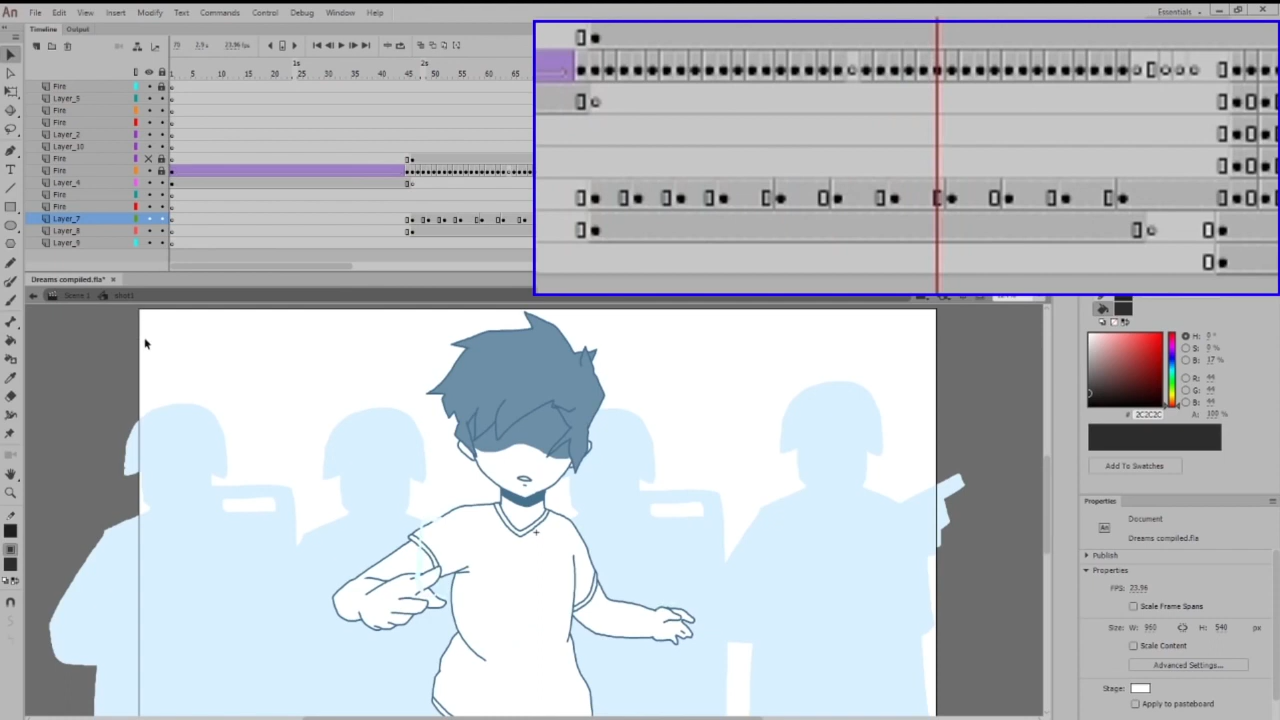 An File Edit View Insert Modify Text Commands Control Debug Window Help Essentials
Timeline Output
75 23.96 fps
1s 2s
1 5 10 15 20 25 30 35 40 45 50 55 60 65
Fire
Layer_5
Fire
Fire
Layer_2
Layer_10
Fire
Fire
Layer_4
Fire
Fire
Layer_7
Layer_8
Layer_9
Dreams compiled.fla* ×
Scene 1 shot1
H: 0 °
S: 0 %
B: 17 %
R: 44
G: 44
B: 44
# 2C2C2C A: 100 %
Add To Swatches
Properties
An Document
Dreams compiled.fla
Publish
Properties
FPS: 23.96
Scale Frame Spans
Size: W: 960 H: 540 px
Scale Content
Advanced Settings...
Stage:
Apply to pasteboard